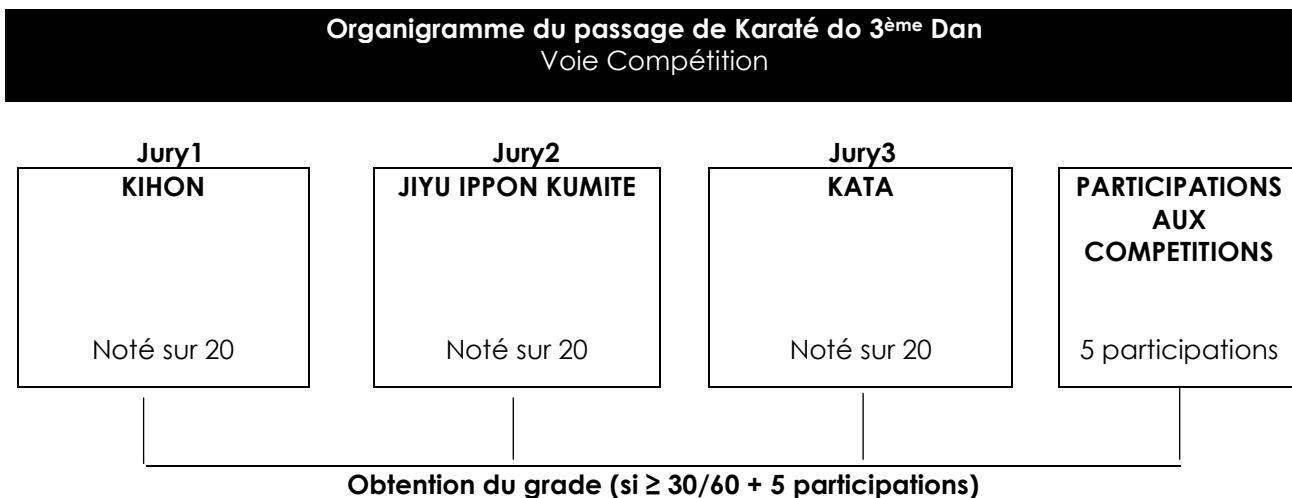 Organigramme du passage de Karaté do 3ème Dan
Voie Compétition
Jury1
KIHON
Noté sur 20
Jury2
JIYU IPPON KUMITE
Noté sur 20
Jury3
KATA
Noté sur 20
PARTICIPATIONS
AUX
COMPETITIONS
5 participations
Obtention du grade (si ≥ 30/60 + 5 participations)